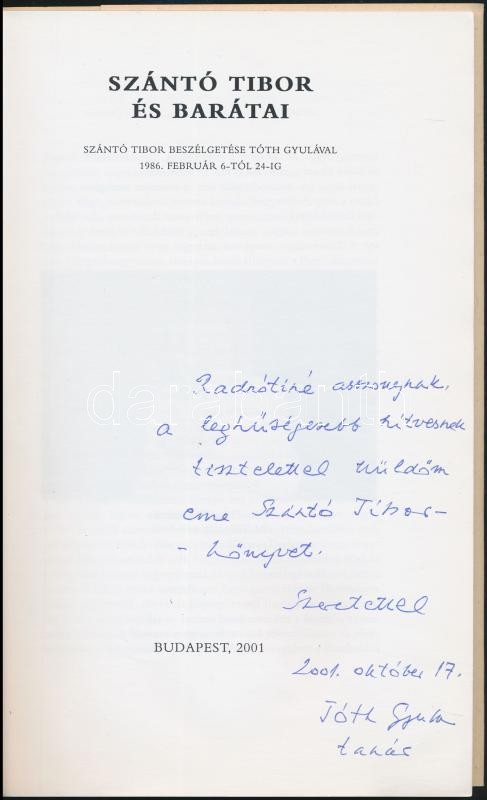 SZÁNTÓ TIBOR
ÉS BARÁTAI
SZÁNTÓ TIBOR BESZÉLGETÉSE TÓTH GYULÁVAL
1986. FEBRUÁR 6-TÓL 24-IG
Radnótiné asszonynak,
a leghűségesebb hitvesnek
tisztelettel küldöm
eme Szántó Tibor-
-könyvet.
Szeretettel
BUDAPEST, 2001
2001. október 17.
Tóth Gyula
tanár